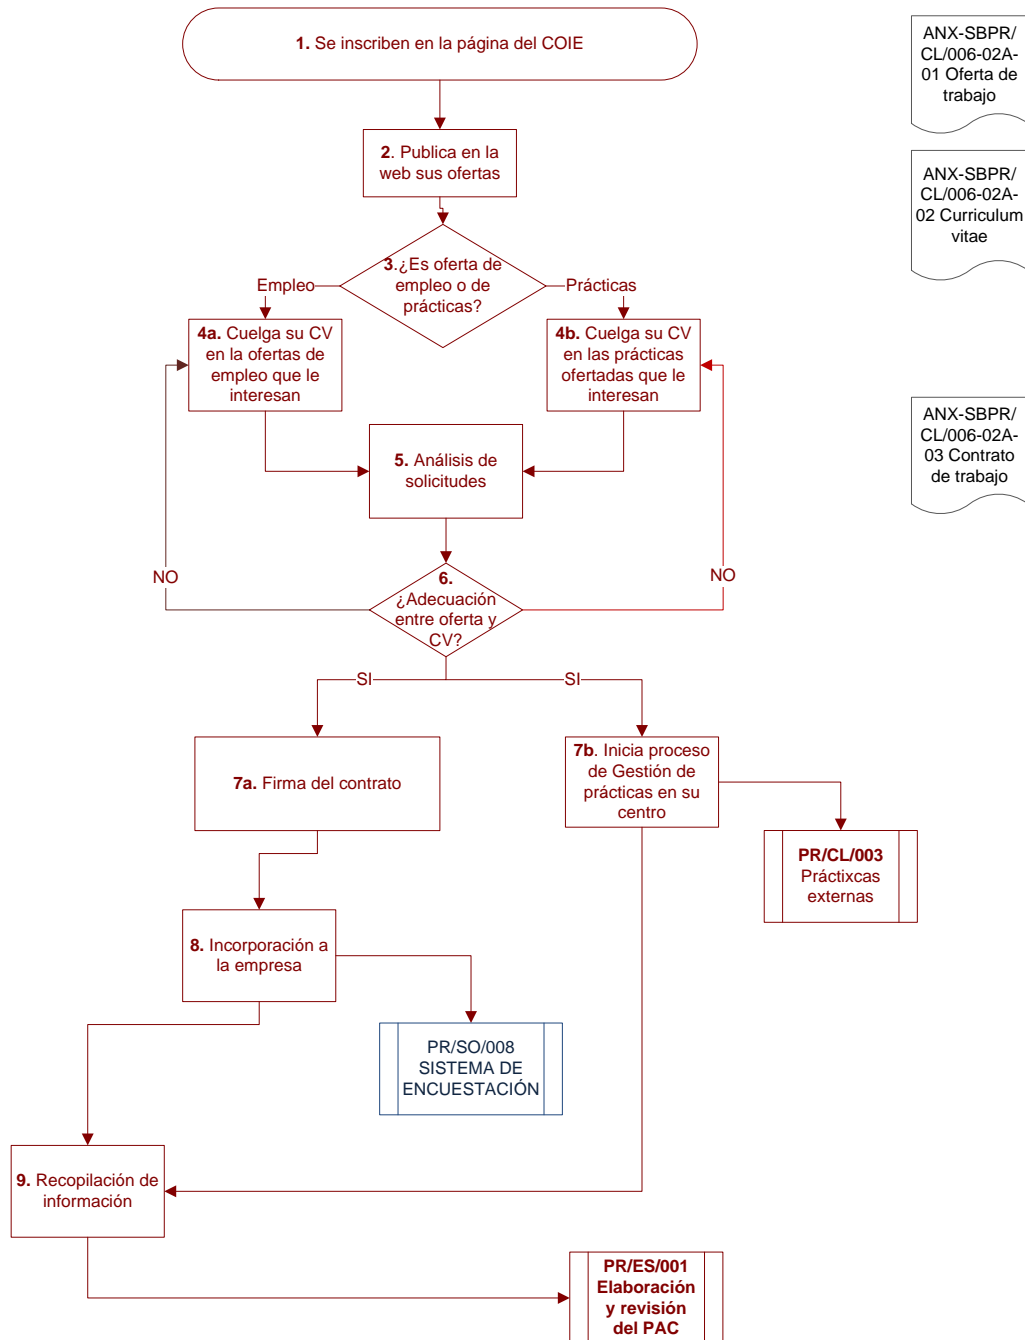 1. Se inscriben en la página del COIE
ANX-SBPR/
CL/006-02A-
01 Oferta de
trabajo
2. Publica en la
web sus ofertas
ANX-SBPR/
CL/006-02A-
02 Curriculum
vitae
3.¿Es oferta de
empleo o de
prácticas?
Empleo
Prácticas
4a. Cuelga su CV
en la ofertas de
empleo que le
interesan
4b. Cuelga su CV
en las prácticas
ofertadas que le
interesan
ANX-SBPR/
CL/006-02A-
03 Contrato
de trabajo
5. Análisis de
solicitudes
6.
¿Adecuación
entre oferta y
CV?
NO
NO
SI
SI
7a. Firma del contrato
7b. Inicia proceso
de Gestión de
prácticas en su
centro
PR/CL/003
Práctixcas
externas
8. Incorporación a
la empresa
PR/SO/008
SISTEMA DE
ENCUESTACIÓN
9. Recopilación de
información
PR/ES/001
Elaboración
y revisión
del PAC